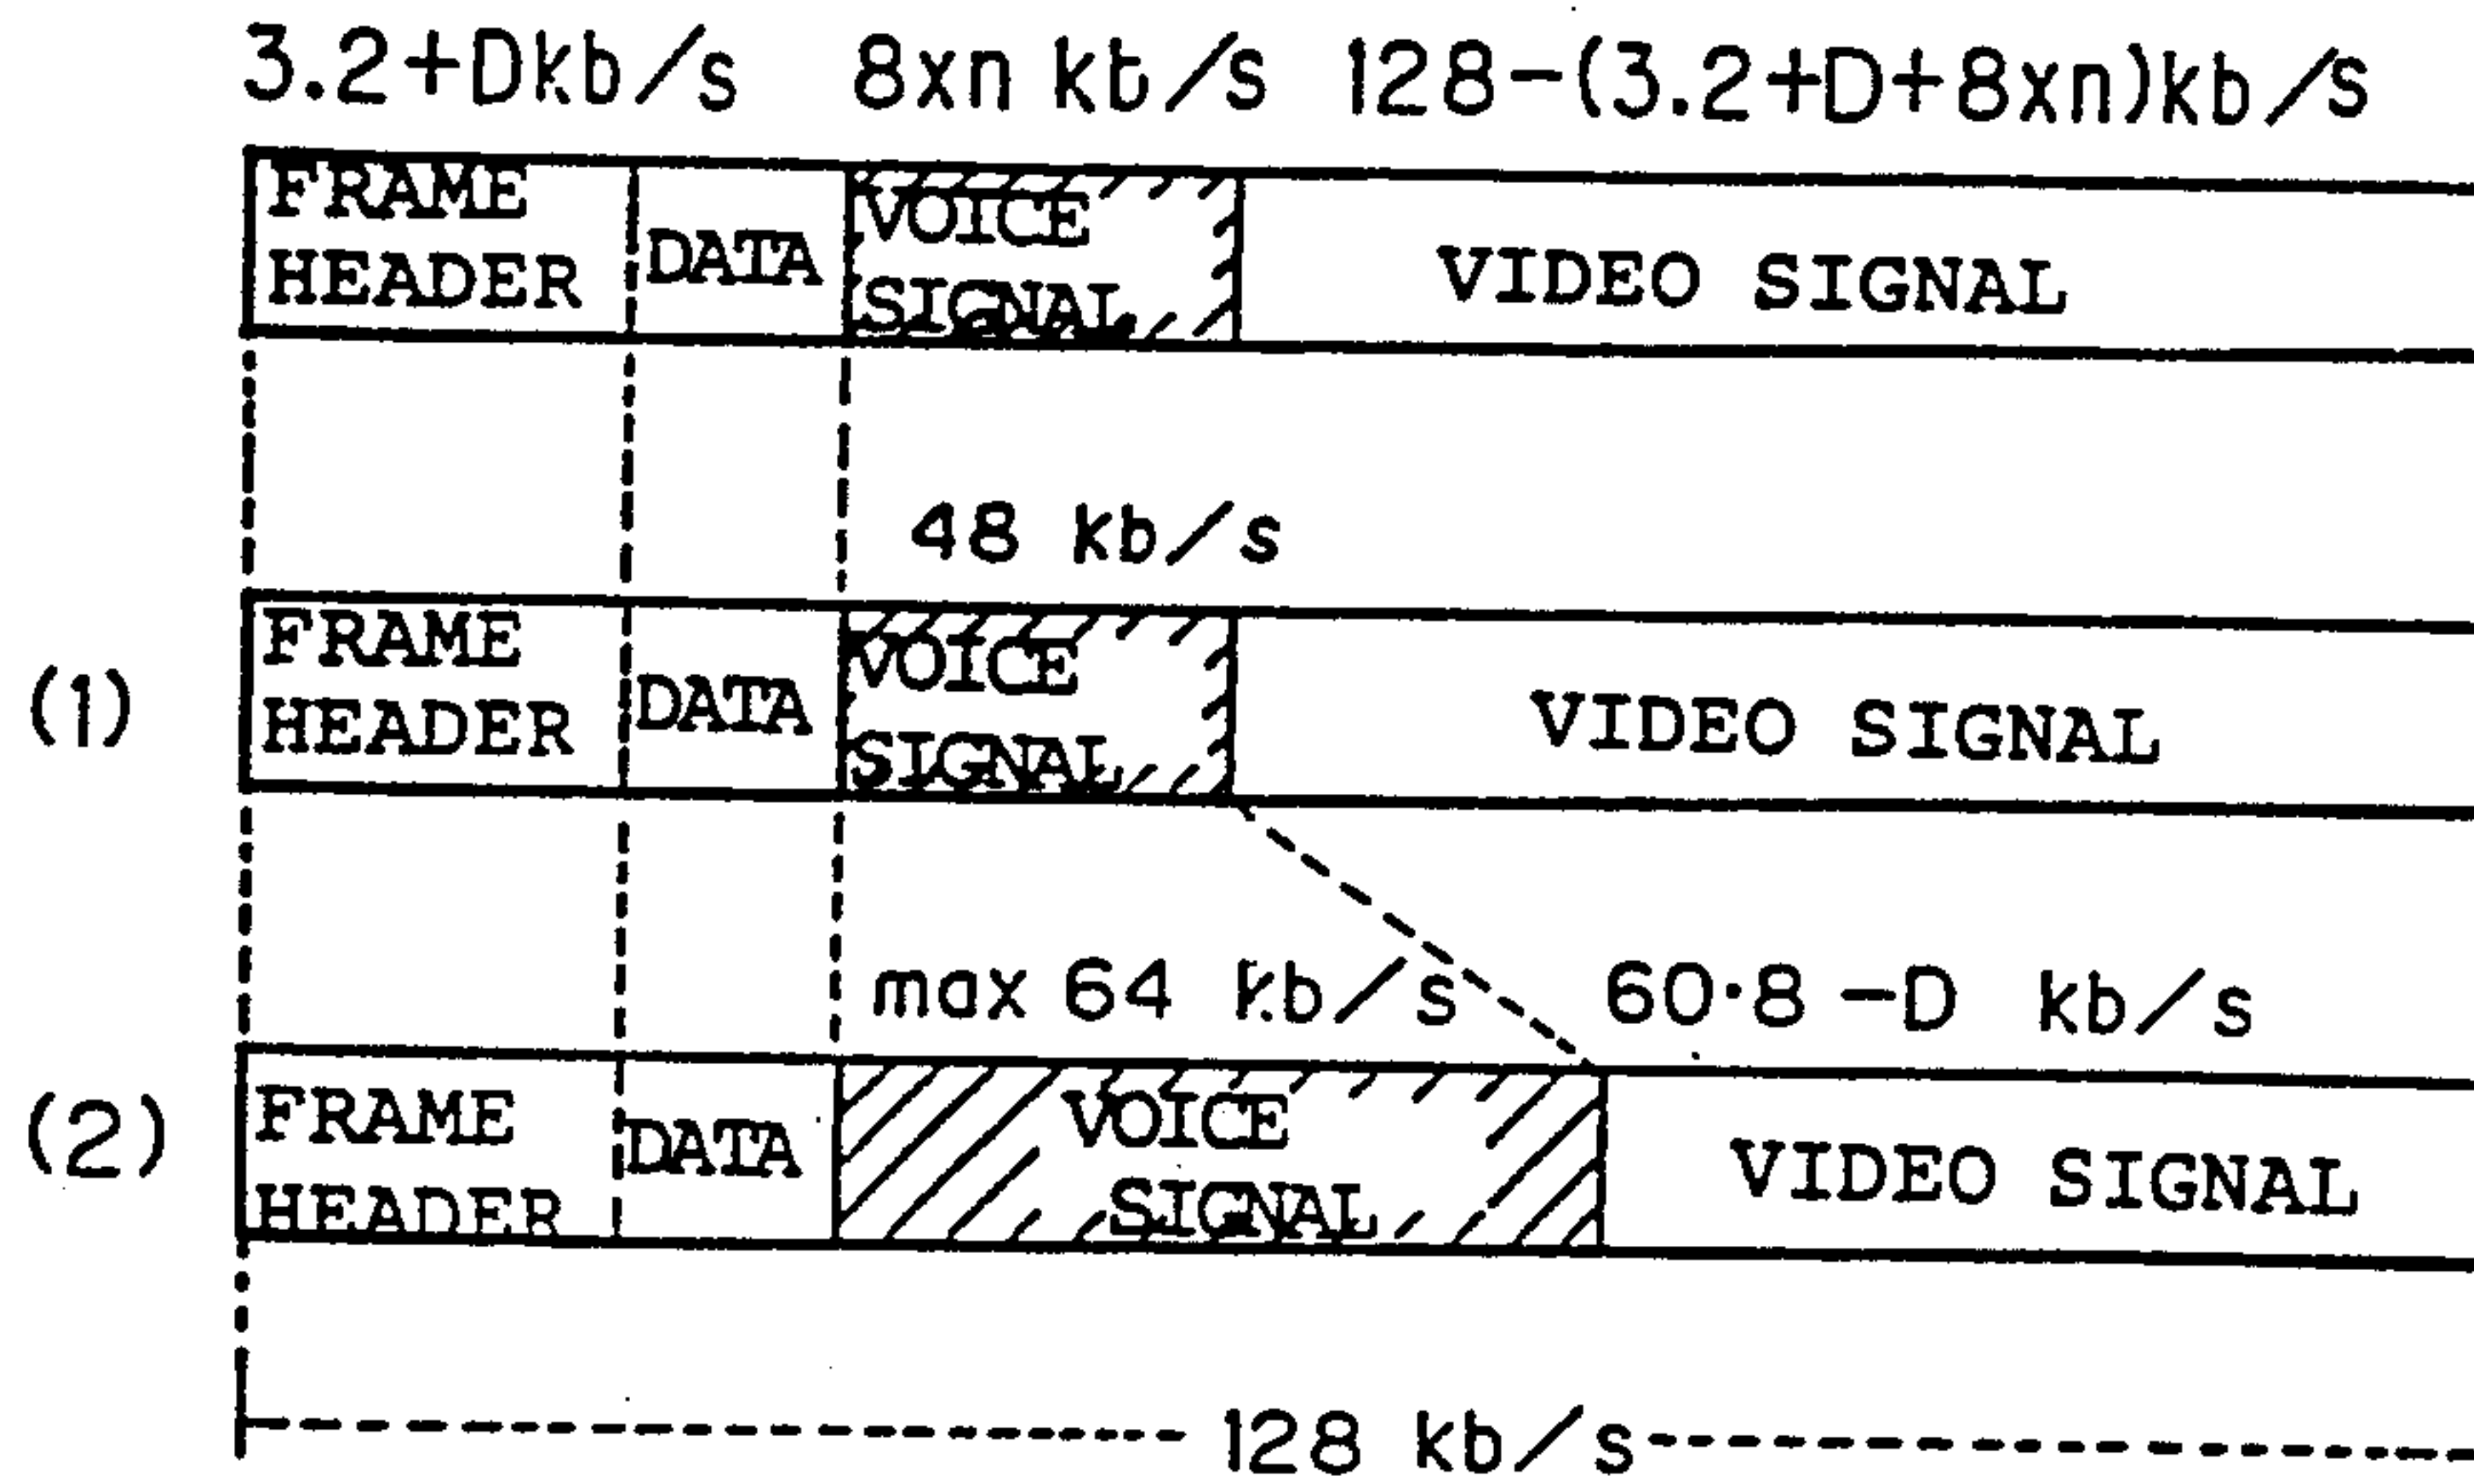 3.2+Dkb/s 8xn kb/s 128-(3.2+D+8xn)kb/s
FRAME HEADER DATA VOICE SIGNAL VIDEO SIGNAL
48 kb/s
(1) FRAME HEADER DATA VOICE SIGNAL VIDEO SIGNAL
max 64 kb/s 60.8 -D kb/s
(2) FRAME HEADER DATA VOICE SIGNAL VIDEO SIGNAL
128 kb/s